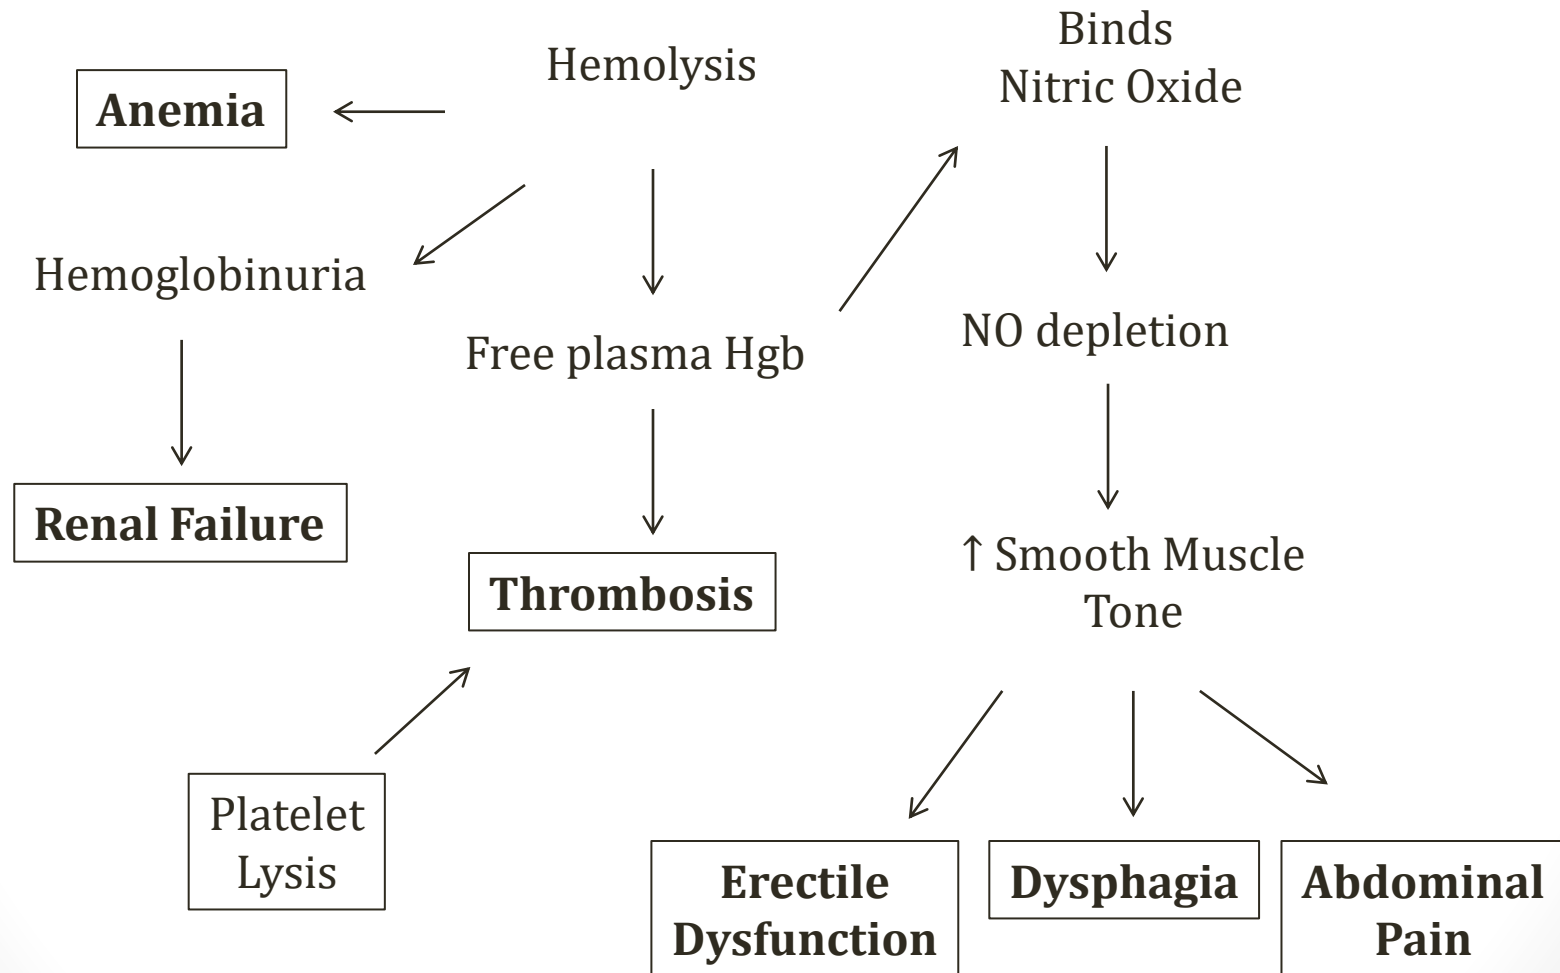 Hemolysis
Binds
Nitric Oxide
Anemia
Hemoglobinuria
Free plasma Hgb
NO depletion
Renal Failure
Thrombosis
↑ Smooth Muscle
Tone
Platelet
Lysis
Erectile
Dysfunction
Dysphagia
Abdominal
Pain